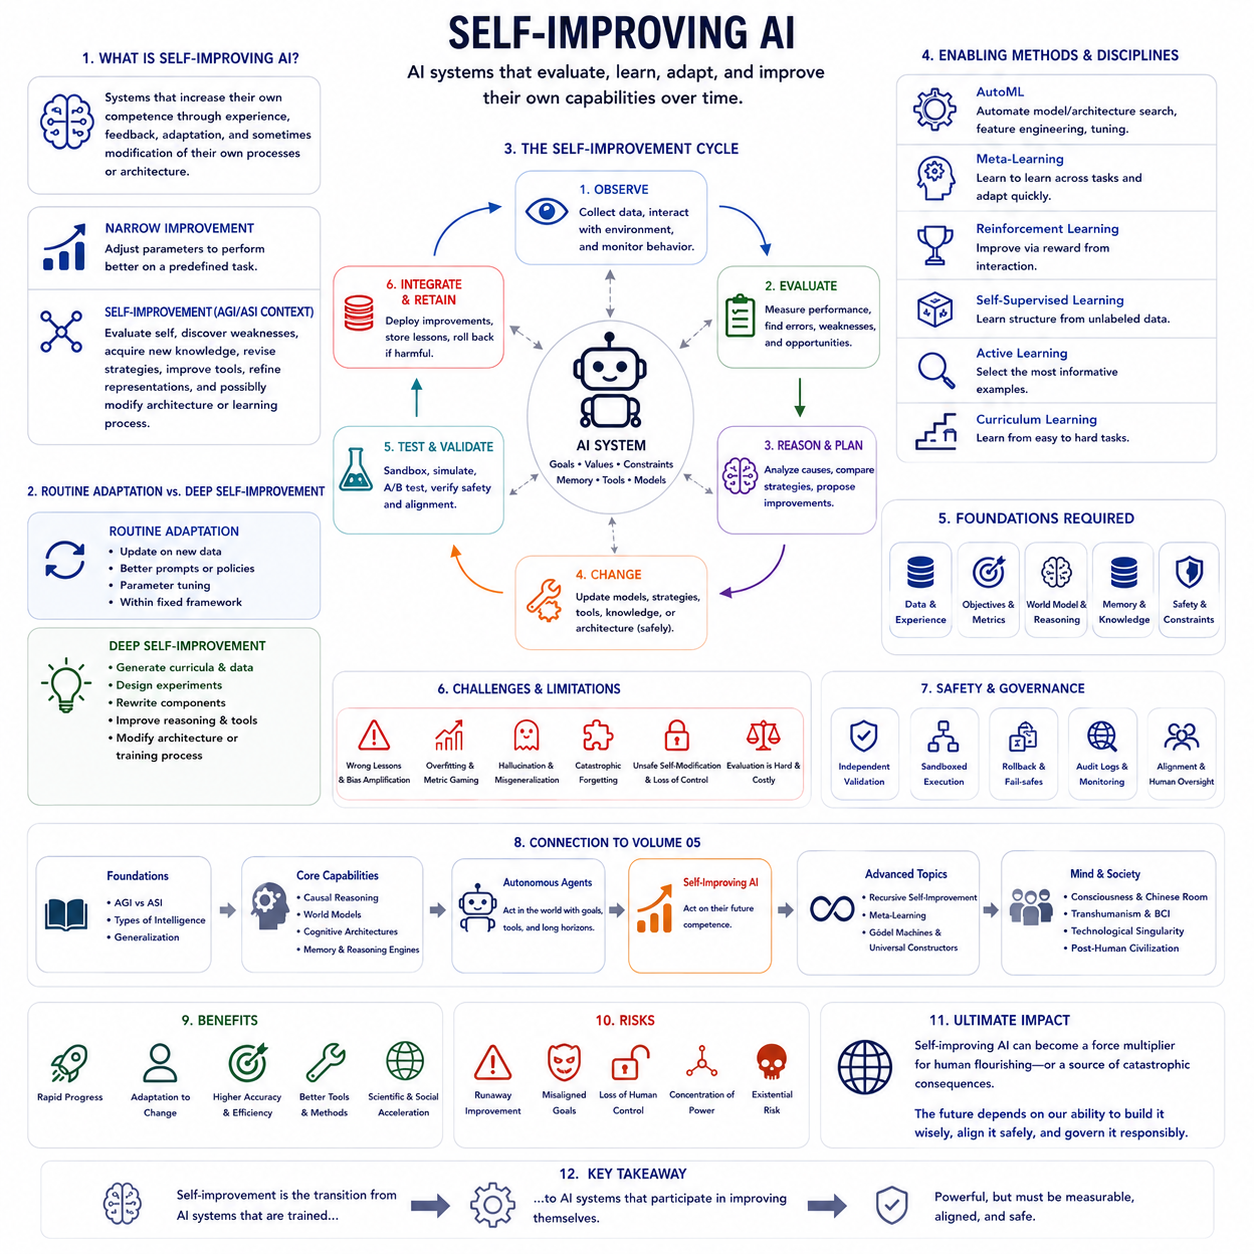 SELF-IMPROVING AI
AI systems that evaluate, learn, adapt, and improve
their own capabilities over time.
1. WHAT IS SELF-IMPROVING AI?
Systems that increase their own
competence through experience,
feedback, adaptation, and sometimes
modification of their own processes
or architecture.
NARROW IMPROVEMENT
Adjust parameters to perform
better on a predefined task.
SELF-IMPROVEMENT (AGI/ASI CONTEXT)
Evaluate self, discover weaknesses,
acquire new knowledge, revise
strategies, improve tools, refine
representations, and possiblly
modify architecture or learning
process.
2. ROUTINE ADAPTATION vs. DEEP SELF-IMPROVEMENT
ROUTINE ADAPTATION
• Update on new data
• Better prompts or policies
• Parameter tuning
• Within fixed framework
DEEP SELF-IMPROVEMENT
• Generate curricula & data
• Design experiments
• Rewrite components
• Improve reasoning & tools
• Modify architecture or
training process
3. THE SELF-IMPROVEMENT CYCLE
1. OBSERVE
Collect data, interact
with environment,
and monitor behavior.
2. EVALUATE
Measure performance,
find errors, weaknesses,
and opportunities.
3. REASON & PLAN
Analyze causes, compare
strategies, propose
improvements.
4. CHANGE
Update models, strategies,
tools, knowledge, or
architecture (safely).
5. TEST & VALIDATE
Sandbox, simulate,
A/B test, verify safety
and alignment.
6. INTEGRATE
& RETAIN
Deploy improvements,
store lessons, roll back
if harmful.
AI SYSTEM
Goals • Values • Constraints
Memory • Tools • Models
4. ENABLING METHODS & DISCIPLINES
AutoML
Automate model/architecture search,
feature engineering, tuning.
Meta-Learning
Learn to learn across tasks and
adapt quickly.
Reinforcement Learning
Improve via reward from
interaction.
Self-Supervised Learning
Learn structure from unlabeled data.
Active Learning
Select the most informative
examples.
Curriculum Learning
Learn from easy to hard tasks.
5. FOUNDATIONS REQUIRED
Data &
Experience
Objectives &
Metrics
World Model &
Reasoning
Memory &
Knowledge
Safety &
Constraints
6. CHALLENGES & LIMITATIONS
Wrong Lessons
& Bias Amplification
Overfitting &
Metric Gaming
Hallucination &
Misgeneralization
Catastrophic
Forgetting
Unsafe Self-Modification
& Loss of Control
Evaluation is Hard &
Costly
7. SAFETY & GOVERNANCE
Independent
Validation
Sandboxed
Execution
Rollback &
Fail-safes
Audit Logs &
Monitoring
Alignment &
Human Oversight
8. CONNECTION TO VOLUME 05
Foundations
• AGI vs ASI
• Types of Intelligence
• Generalization
Core Capabilities
• Causal Reasoning
• World Models
• Cognitive Architectures
• Memory & Reasoning Engines
Autonomous Agents
Act in the world with goals,
tools, and long horizons.
Self-Improving AI
Act on their future
competence.
Advanced Topics
• Recursive Self-Improvement
• Meta-Learning
• Gödel Machines &
Universal Constructors
Mind & Society
• Consciousness & Chinese Room
• Transhumanism & BCI
• Technological Singularity
• Post-Human Civilization
9. BENEFITS
Rapid Progress
Adaptation to
Change
Higher Accuracy
& Efficiency
Better Tools
& Methods
Scientific & Social
Acceleration
10. RISKS
Runaway
Improvement
Misaligned
Goals
Loss of Human
Control
Concentration of
Power
Existential
Risk
11. ULTIMATE IMPACT
Self-improving AI can become a force multiplier
for human flourishing—or a source of catastrophic
consequences.
The future depends on our ability to build it
wisely, align it safely, and govern it responsibly.
12. KEY TAKEAWAY
Self-improvement is the transition from
AI systems that are trained...
...to AI systems that participate in improving
themselves.
Powerful, but must be measurable,
aligned, and safe.